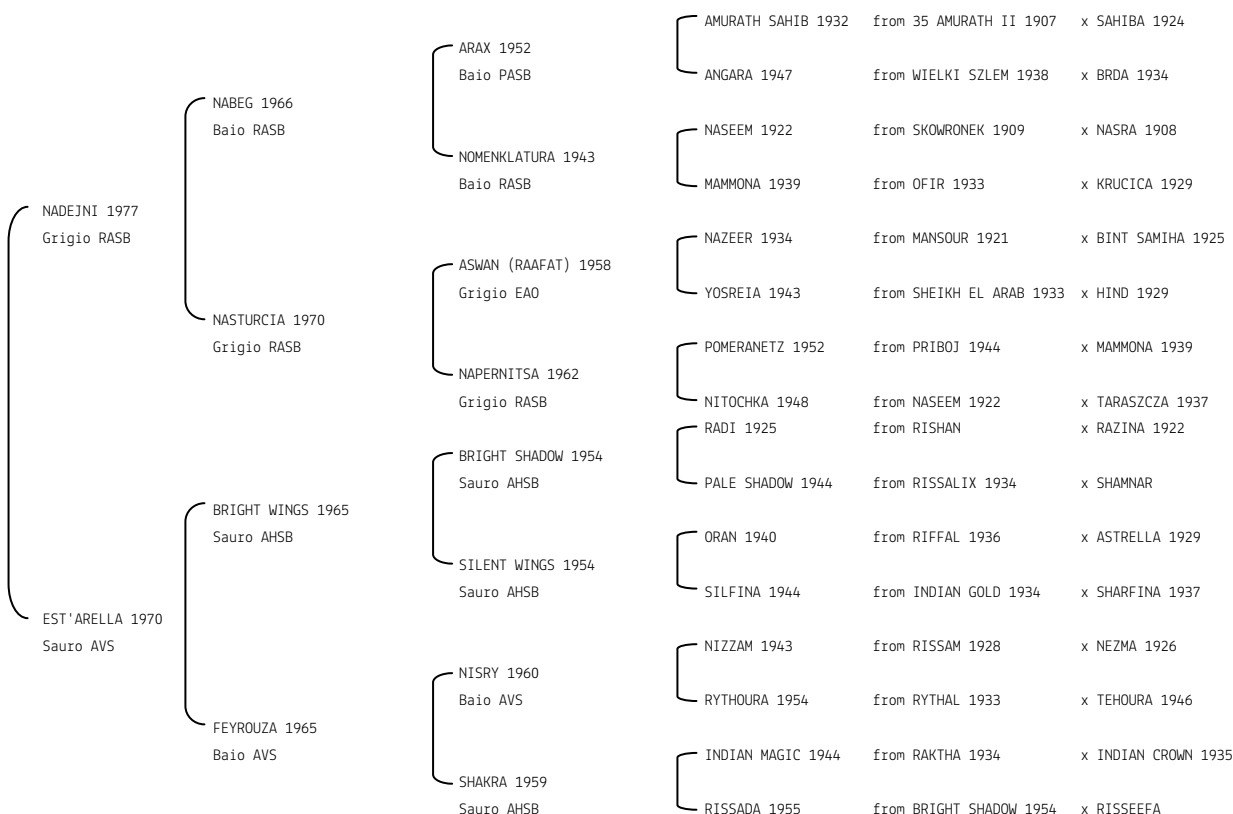 AMURATH SAHIB 1932 from 35 AMURATH II 1907 x SAHIBA 1924
ARAX 1952
Baio PASB
ANGARA 1947 from WIELKI SZLEM 1938 x BRDA 1934
NABEG 1966
Baio RASB
NASEEM 1922 from SKOWRONEK 1909 x NASRA 1908
NOMENKLATURA 1943
Baio RASB
MAMMONA 1939 from OFIR 1933 x KRUCICA 1929
NADEJNI 1977
Grigio RASB
NAZEER 1934 from MANSOUR 1921 x BINT SAMIHA 1925
ASWAN (RAAFAT) 1958
Grigio EAO
YOSREIA 1943 from SHEIKH EL ARAB 1933 x HIND 1929
NASTURCIA 1970
Grigio RASB
POMERANETZ 1952 from PRIBOJ 1944 x MAMMONA 1939
NAPERNITSA 1962
Grigio RASB
NITOCHKA 1948 from NASEEM 1922 x TARASZCZA 1937
RADI 1925 from RISHAN x RAZINA 1922
BRIGHT SHADOW 1954
Sauro AHSB
PALE SHADOW 1944 from RISSALIX 1934 x SHAMNAR
BRIGHT WINGS 1965
Sauro AHSB
ORAN 1940 from RIFFAL 1936 x ASTRELLA 1929
SILENT WINGS 1954
Sauro AHSB
SILFINA 1944 from INDIAN GOLD 1934 x SHARFINA 1937
EST'ARELLA 1970
Sauro AVS
NIZZAM 1943 from RISSAM 1928 x NEZMA 1926
NISRY 1960
Baio AVS
RYTHOURA 1954 from RYTHAL 1933 x TEHOURA 1946
FEYROUZA 1965
Baio AVS
INDIAN MAGIC 1944 from RAKTHA 1934 x INDIAN CROWN 1935
SHAKRA 1959
Sauro AHSB
RISSADA 1955 from BRIGHT SHADOW 1954 x RISSEEFA